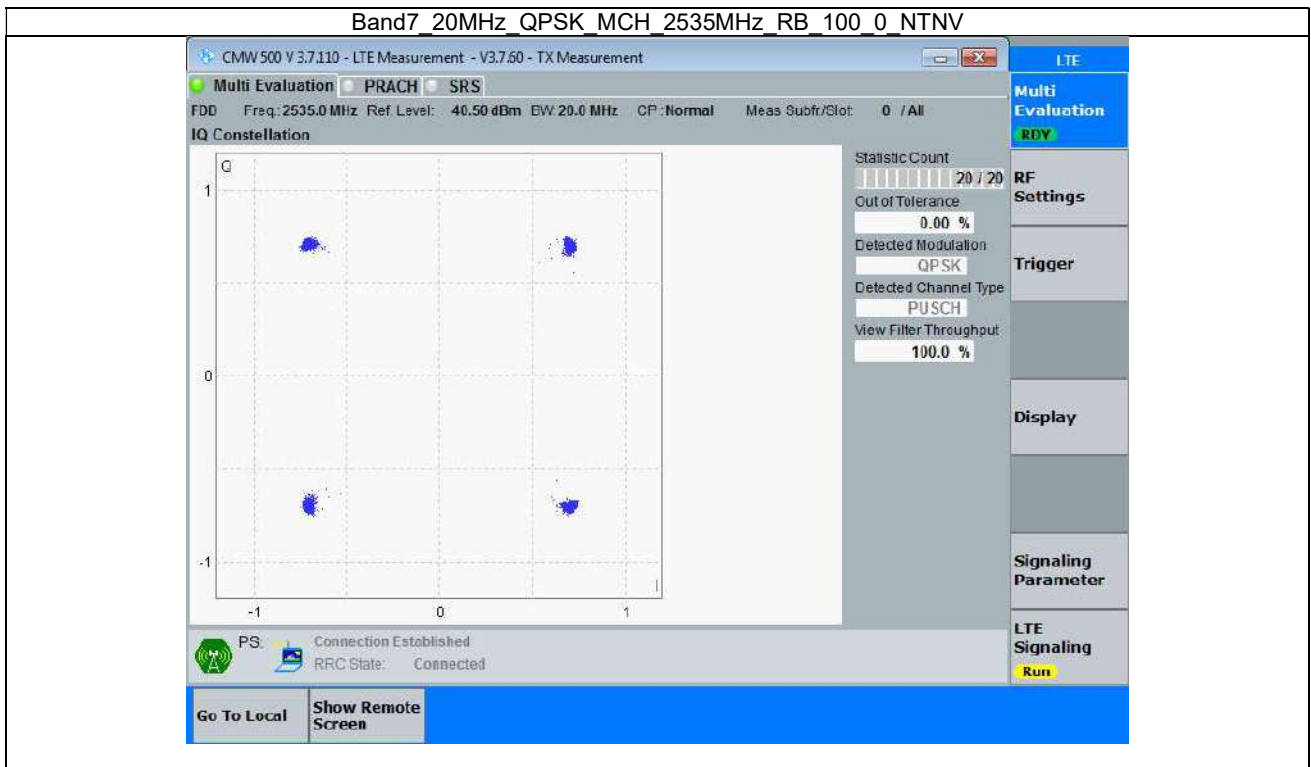 Band7_20MHz_QPSK_MCH_2535MHz_RB_100_0_NTNV
CMW 500 V 3.7.110 - LTE Measurement - V3.7.60 - TX Measurement
LTE
Multi Evaluation PRACH SRS
Multi
Evaluation
RDY
FDD Freq.: 2535.0 MHz Ref. Level: 40.50 dBm BW: 20.0 MHz CP: Normal Meas Subfr/Slot: 0 / All
IQ Constellation
Q
1
0
-1
-1 0 1
I
Statistic Count
20 / 20
Out of Tolerance
0.00 %
Detected Modulation
QPSK
Detected Channel Type
PUSCH
View Filter Throughput
100.0 %
RF
Settings
Trigger
Display
Signaling
Parameter
LTE
Signaling
Run
PS: Connection Established
RRC State: Connected
Go To Local
Show Remote
Screen